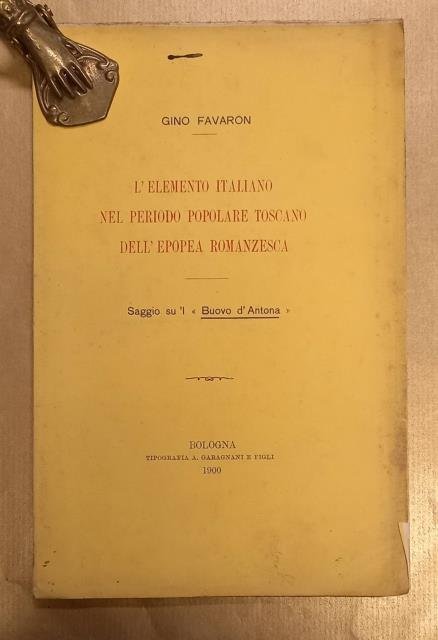 GINO FAVARON
L' ELEMENTO ITALIANO
NEL PERIODO POPOLARE TOSCANO
DELL' EPOPEA ROMANZESCA
Saggio su 'l « Buovo d' Antona »
BOLOGNA
TIPOGRAFIA A. GARAGNANI E FIGLI
1900